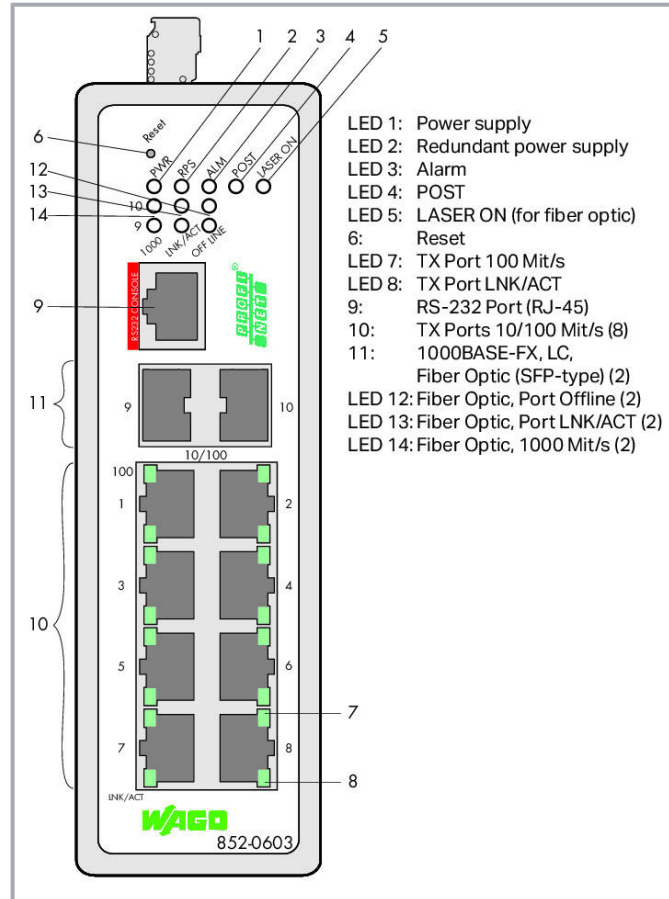 1 2 3 4 5
6
12
13
14
Reset
PWR RPS ALM POST LASER ON
10
9
1000 LNK/ACT OFF LINE
9
RS232 CONSOLE
PROFI
NET®
11
9 10
10/100
100
1 2
3 4
10
5 6
7
7 8
8
LNK/ACT
WAGO
852-0603
LED 1: Power supply
LED 2: Redundant power supply
LED 3: Alarm
LED 4: POST
LED 5: LASER ON (for fiber optic)
6: Reset
LED 7: TX Port 100 Mit/s
LED 8: TX Port LNK/ACT
9: RS-232 Port (RJ-45)
10: TX Ports 10/100 Mit/s (8)
11: 1000BASE-FX, LC,
Fiber Optic (SFP-type) (2)
LED 12: Fiber Optic, Port Offline (2)
LED 13: Fiber Optic, Port LNK/ACT (2)
LED 14: Fiber Optic, 1000 Mit/s (2)